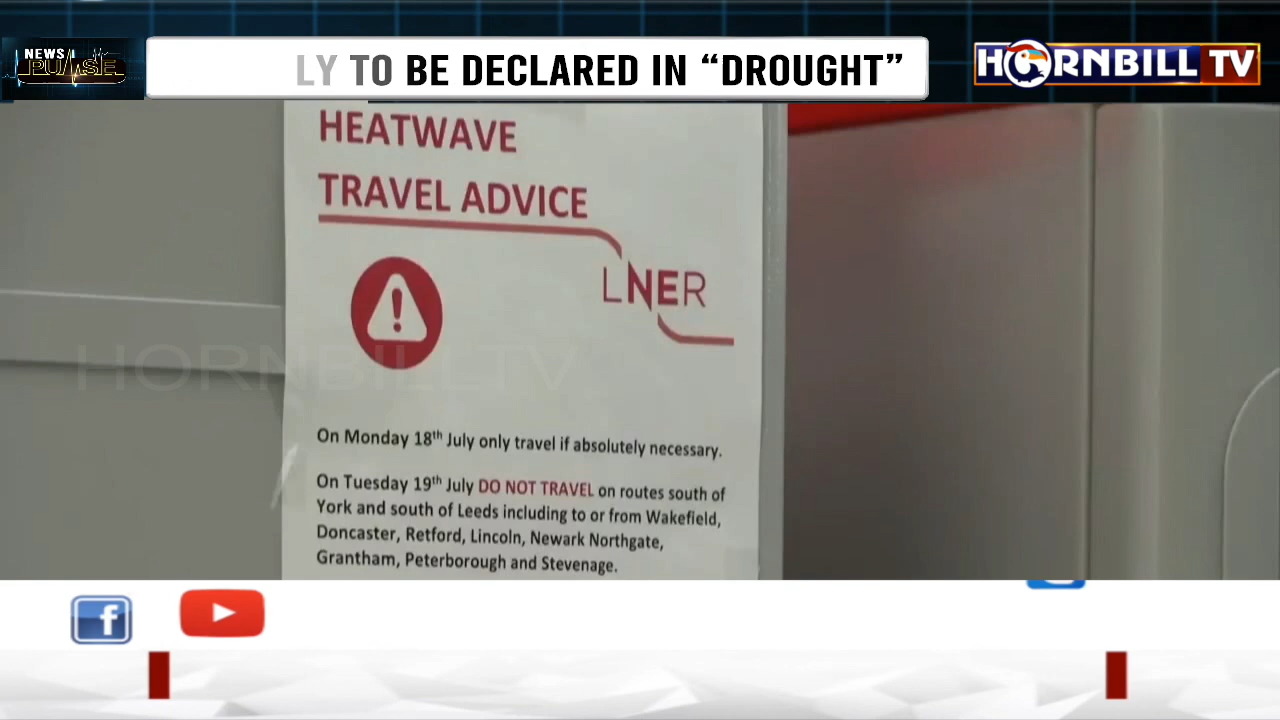 NEWS
PULSE
LY TO BE DECLARED IN “DROUGHT”
HORNBILL TV
HEATWAVE
TRAVEL ADVICE
LNER
HORNBILL TV
On Monday 18th July only travel if absolutely necessary.
On Tuesday 19th July DO NOT TRAVEL on routes south of
York and south of Leeds including to or from Wakefield,
Doncaster, Retford, Lincoln, Newark Northgate,
Grantham, Peterborough and Stevenage.
f